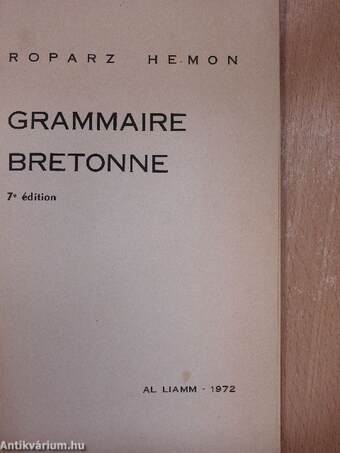 ROPARZ HEMON
GRAMMAIRE
BRETONNE
7e édition
AL LIAMM - 1972
Antikvárium.hu